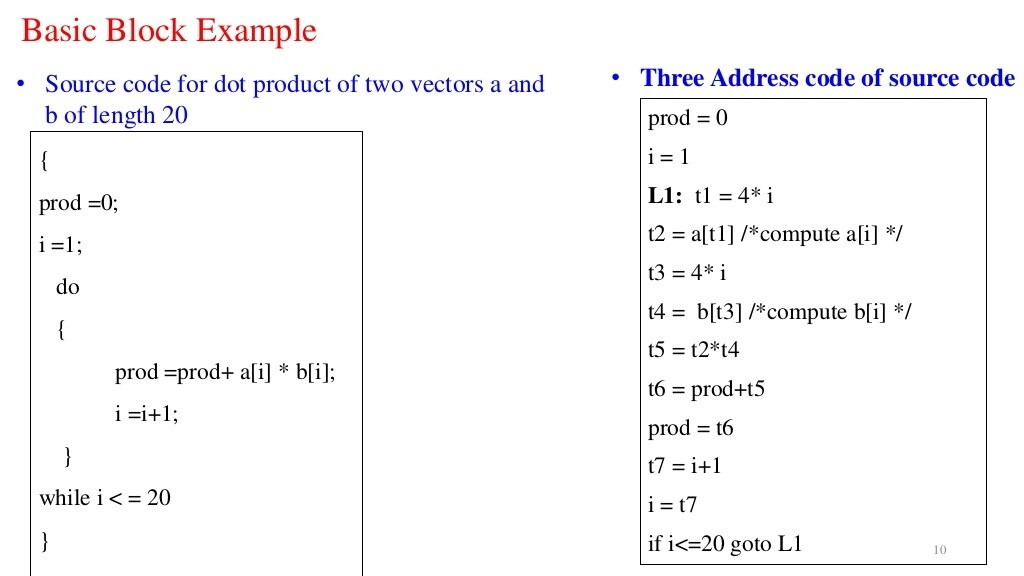 Basic Block Example
• Source code for dot product of two vectors a and
b of length 20
{
prod =0;
i =1;
do
{
prod =prod+ a[i] * b[i];
i =i+1;
}
while i < = 20
}
• Three Address code of source code
prod = 0
i = 1
L1: t1 = 4* i
t2 = a[t1] /*compute a[i] */
t3 = 4* i
t4 = b[t3] /*compute b[i] */
t5 = t2*t4
t6 = prod+t5
prod = t6
t7 = i+1
i = t7
if i<=20 goto L1
10